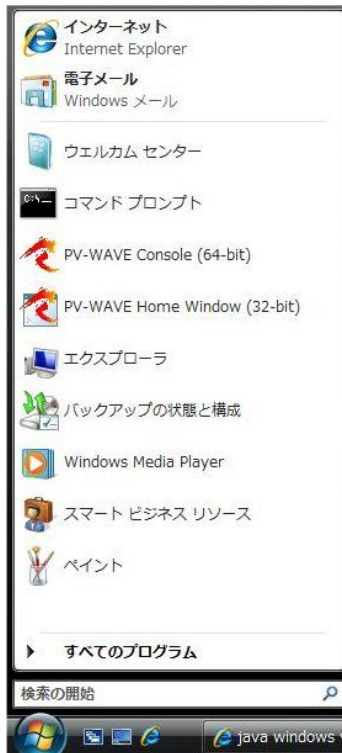 インターネット
Internet Explorer
電子メール
Windows メール
ウェルカム センター
コマンド プロンプト
PV-WAVE Console (64-bit)
PV-WAVE Home Window (32-bit)
エクスプローラ
バックアップの状態と構成
Windows Media Player
スマート ビジネス リソース
ペイント
すべてのプログラム
検索の開始
java windows